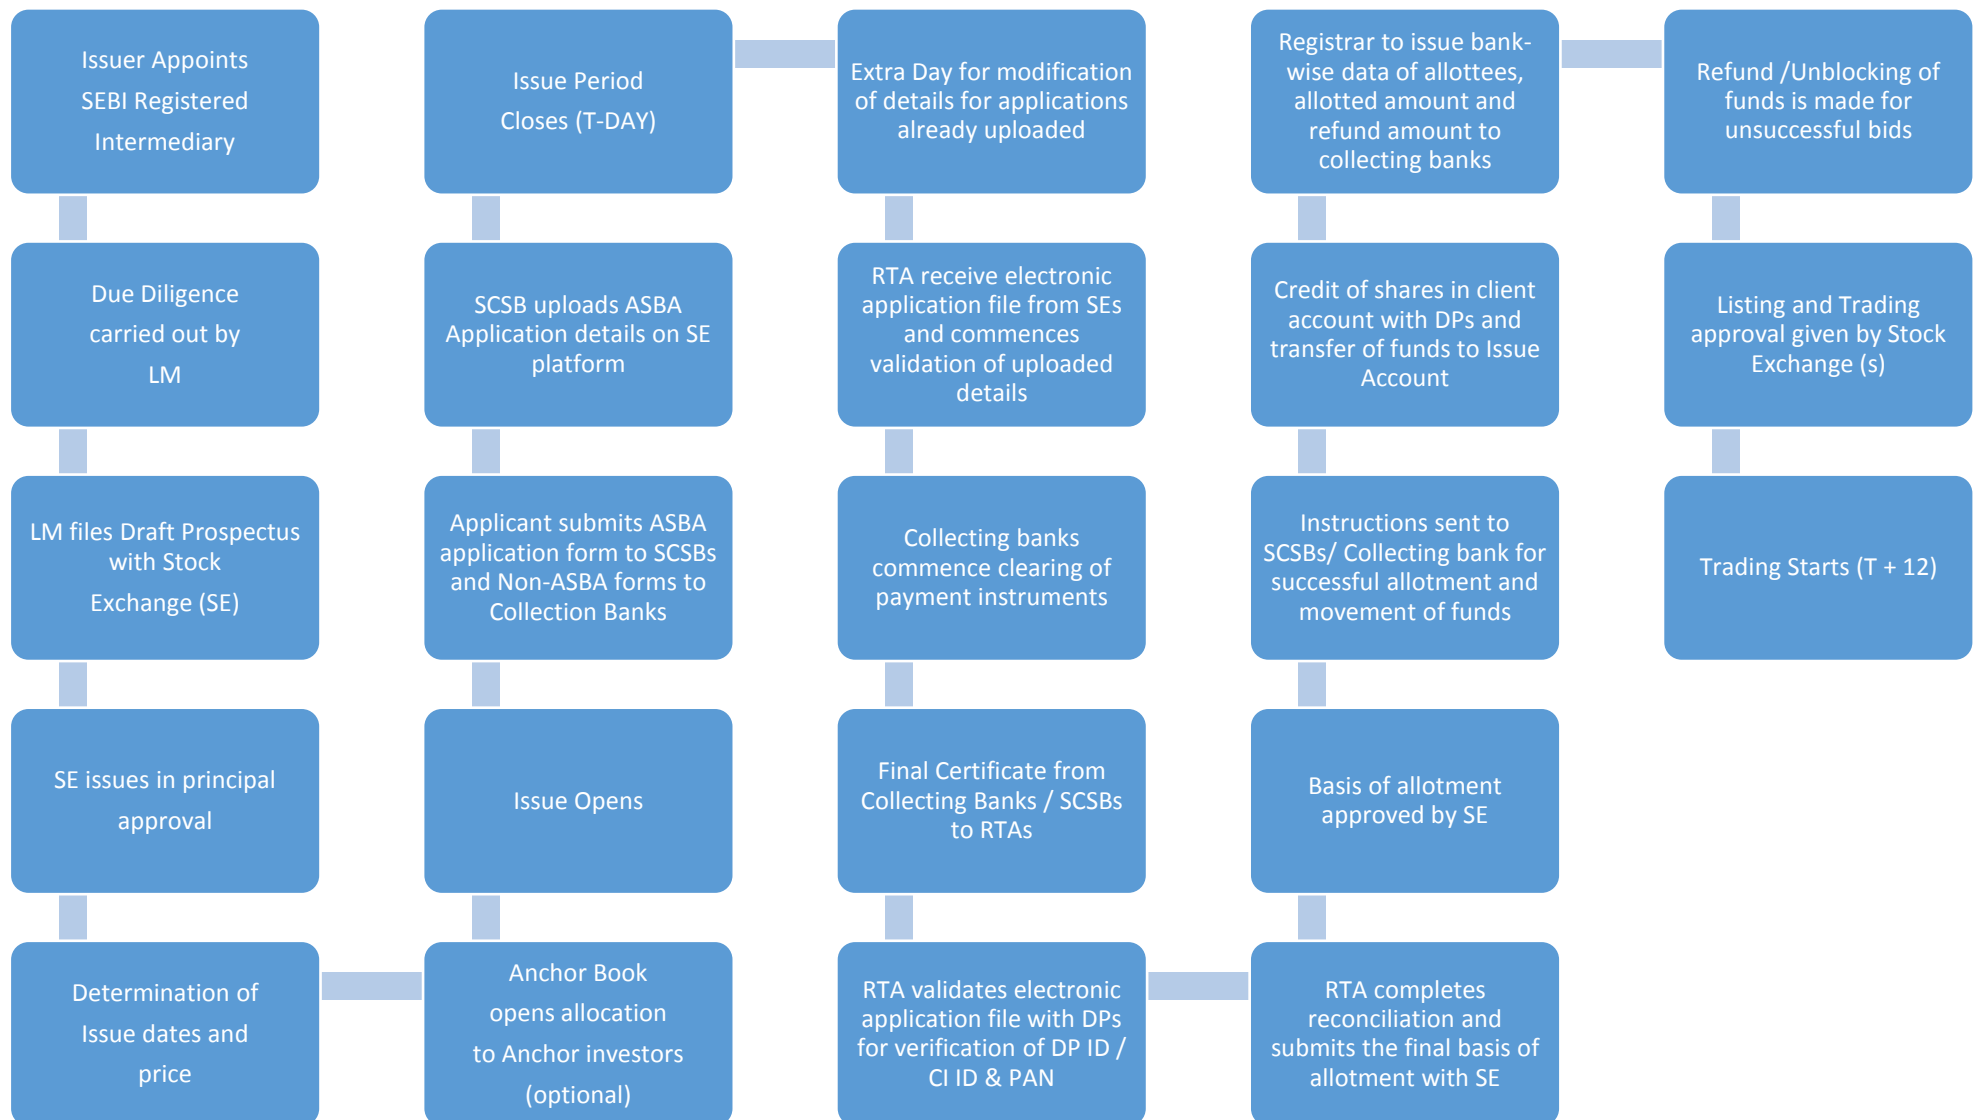 Issuer Appoints
SEBI Registered
Intermediary
Due Diligence
carried out by
LM
LM files Draft Prospectus
with Stock
Exchange (SE)
SE issues in principal
approval
Determination of
Issue dates and
price
Anchor Book
opens allocation
to Anchor investors
(optional)
Issue Opens
Applicant submits ASBA
application form to SCSBs
and Non-ASBA forms to
Collection Banks
SCSB uploads ASBA
Application details on SE
platform
Issue Period
Closes (T-DAY)
Extra Day for modification
of details for applications
already uploaded
RTA receive electronic
application file from SEs
and commences
validation of uploaded
details
Collecting banks
commence clearing of
payment instruments
Final Certificate from
Collecting Banks / SCSBs
to RTAs
RTA validates electronic
application file with DPs
for verification of DP ID /
CI ID & PAN
RTA completes
reconciliation and
submits the final basis of
allotment with SE
Basis of allotment
approved by SE
Instructions sent to
SCSBs/ Collecting bank for
successful allotment and
movement of funds
Credit of shares in client
account with DPs and
transfer of funds to Issue
Account
Registrar to issue bank-
wise data of allottees,
allotted amount and
refund amount to
collecting banks
Refund /Unblocking of
funds is made for
unsuccessful bids
Listing and Trading
approval given by Stock
Exchange (s)
Trading Starts (T + 12)